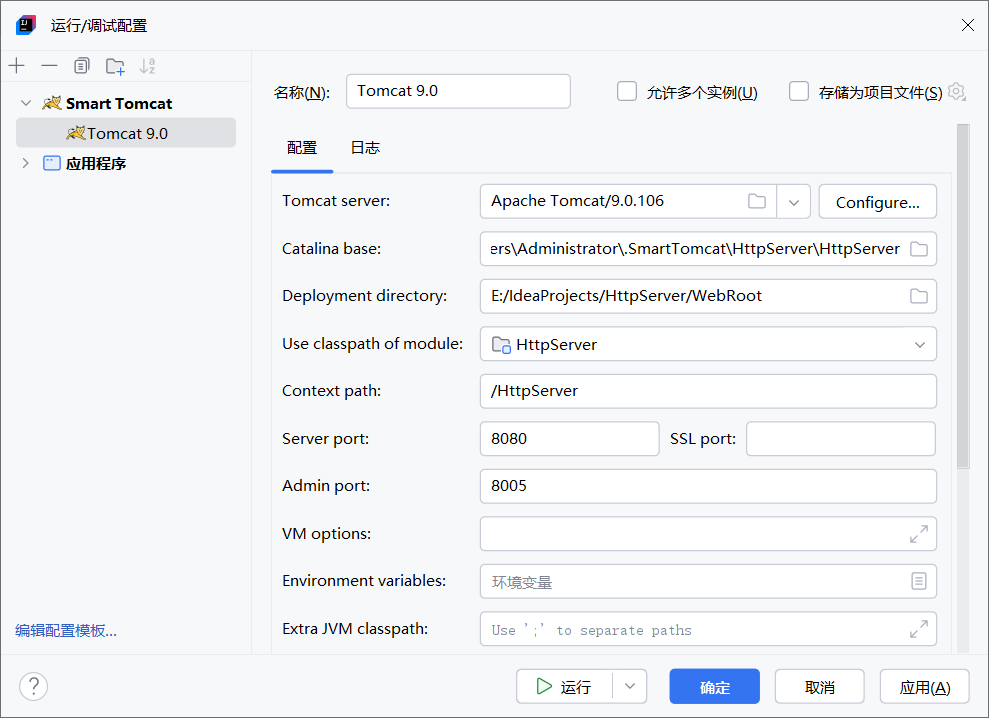 运行/调试配置
Smart Tomcat
Tomcat 9.0
应用程序
编辑配置模板...
名称(N): Tomcat 9.0 允许多个实例(U) 存储为项目文件(S)
配置 日志
Tomcat server: Apache Tomcat/9.0.106 Configure...
Catalina base: ers\Administrator\.SmartTomcat\HttpServer\HttpServer
Deployment directory: E:/IdeaProjects/HttpServer/WebRoot
Use classpath of module: HttpServer
Context path: /HttpServer
Server port: 8080 SSL port:
Admin port: 8005
VM options:
Environment variables: 环境变量
Extra JVM classpath: Use ';' to separate paths
? 运行 确定 取消 应用(A)